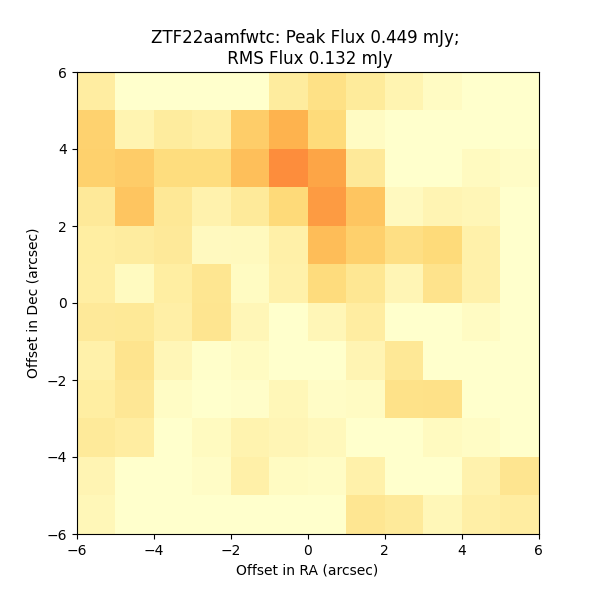 ZTF22aamfwtc: Peak Flux 0.449 mJy;
RMS Flux 0.132 mJy
6
4
2
0
−2
−4
−6
Offset in Dec (arcsec)
−6 −4 −2 0 2 4 6
Offset in RA (arcsec)